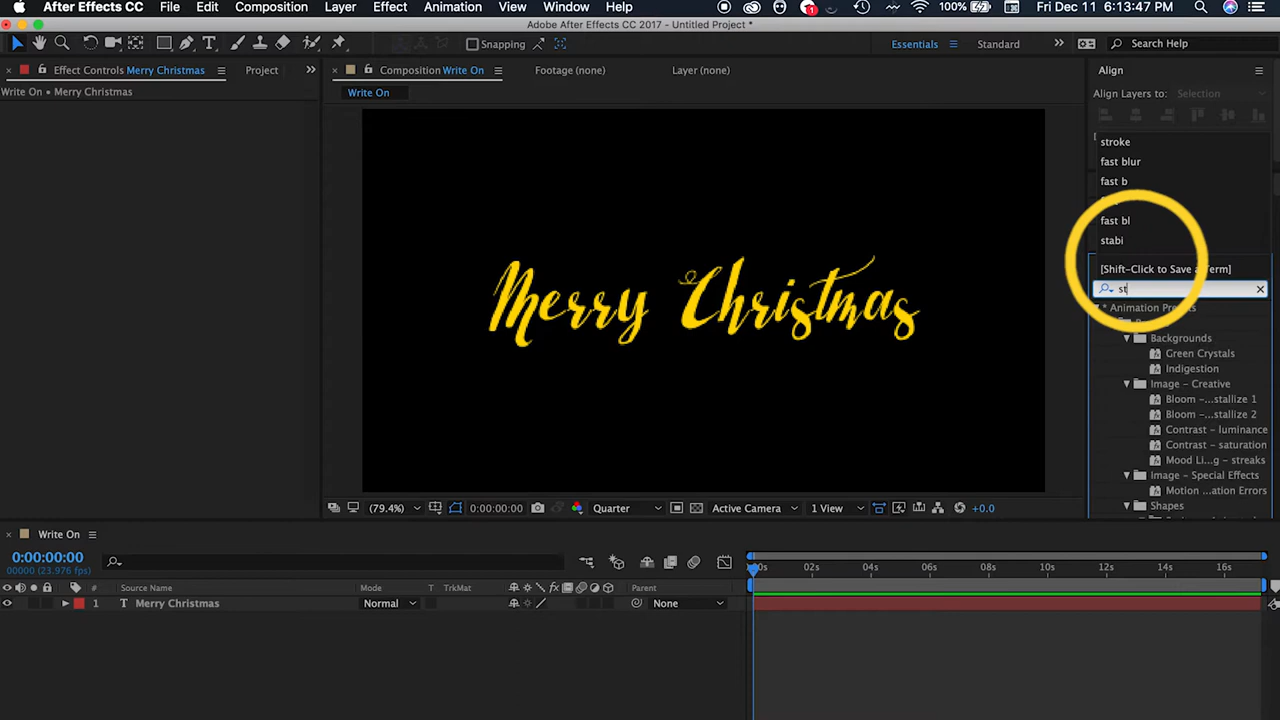 After Effects CC File Edit Composition Layer Effect Animation View Window Help 1 100% Fri Dec 11 6:13:47 PM
Adobe After Effects CC 2017 - Untitled Project *
T Snapping Essentials Standard Search Help
Effect Controls Merry Christmas Project Composition Write On Footage (none) Layer (none) Align
Write On • Merry Christmas
Write On
Align Layers to: Selection
stroke
fast blur
fast b
fast bl
stabi
[Shift-Click to Save a Term]
st
* Animation Presets
Backgrounds
Green Crystals
Indigestion
Image – Creative
Bloom –...stallize 1
Bloom –...stallize 2
Contrast – luminance
Contrast – saturation
Mood Li...g – streaks
Image – Special Effects
Motion ...ation Errors
Shapes
Merry Christmas
(79.4%) 0:00:00:00 Quarter Active Camera 1 View +0.0
Write On
0:00:00:00
00000 (23.976 fps)
:00s 02s 04s 06s 08s 10s 12s 14s 16s
# Source Name Mode T TrkMat fx Parent
1 T Merry Christmas Normal None